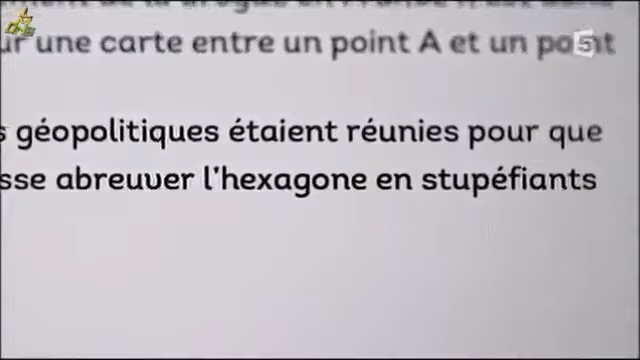 ur une carte entre un point A et un point
5
s géopolitiques étaient réunies pour que
sse abreuver l'hexagone en stupéfiants